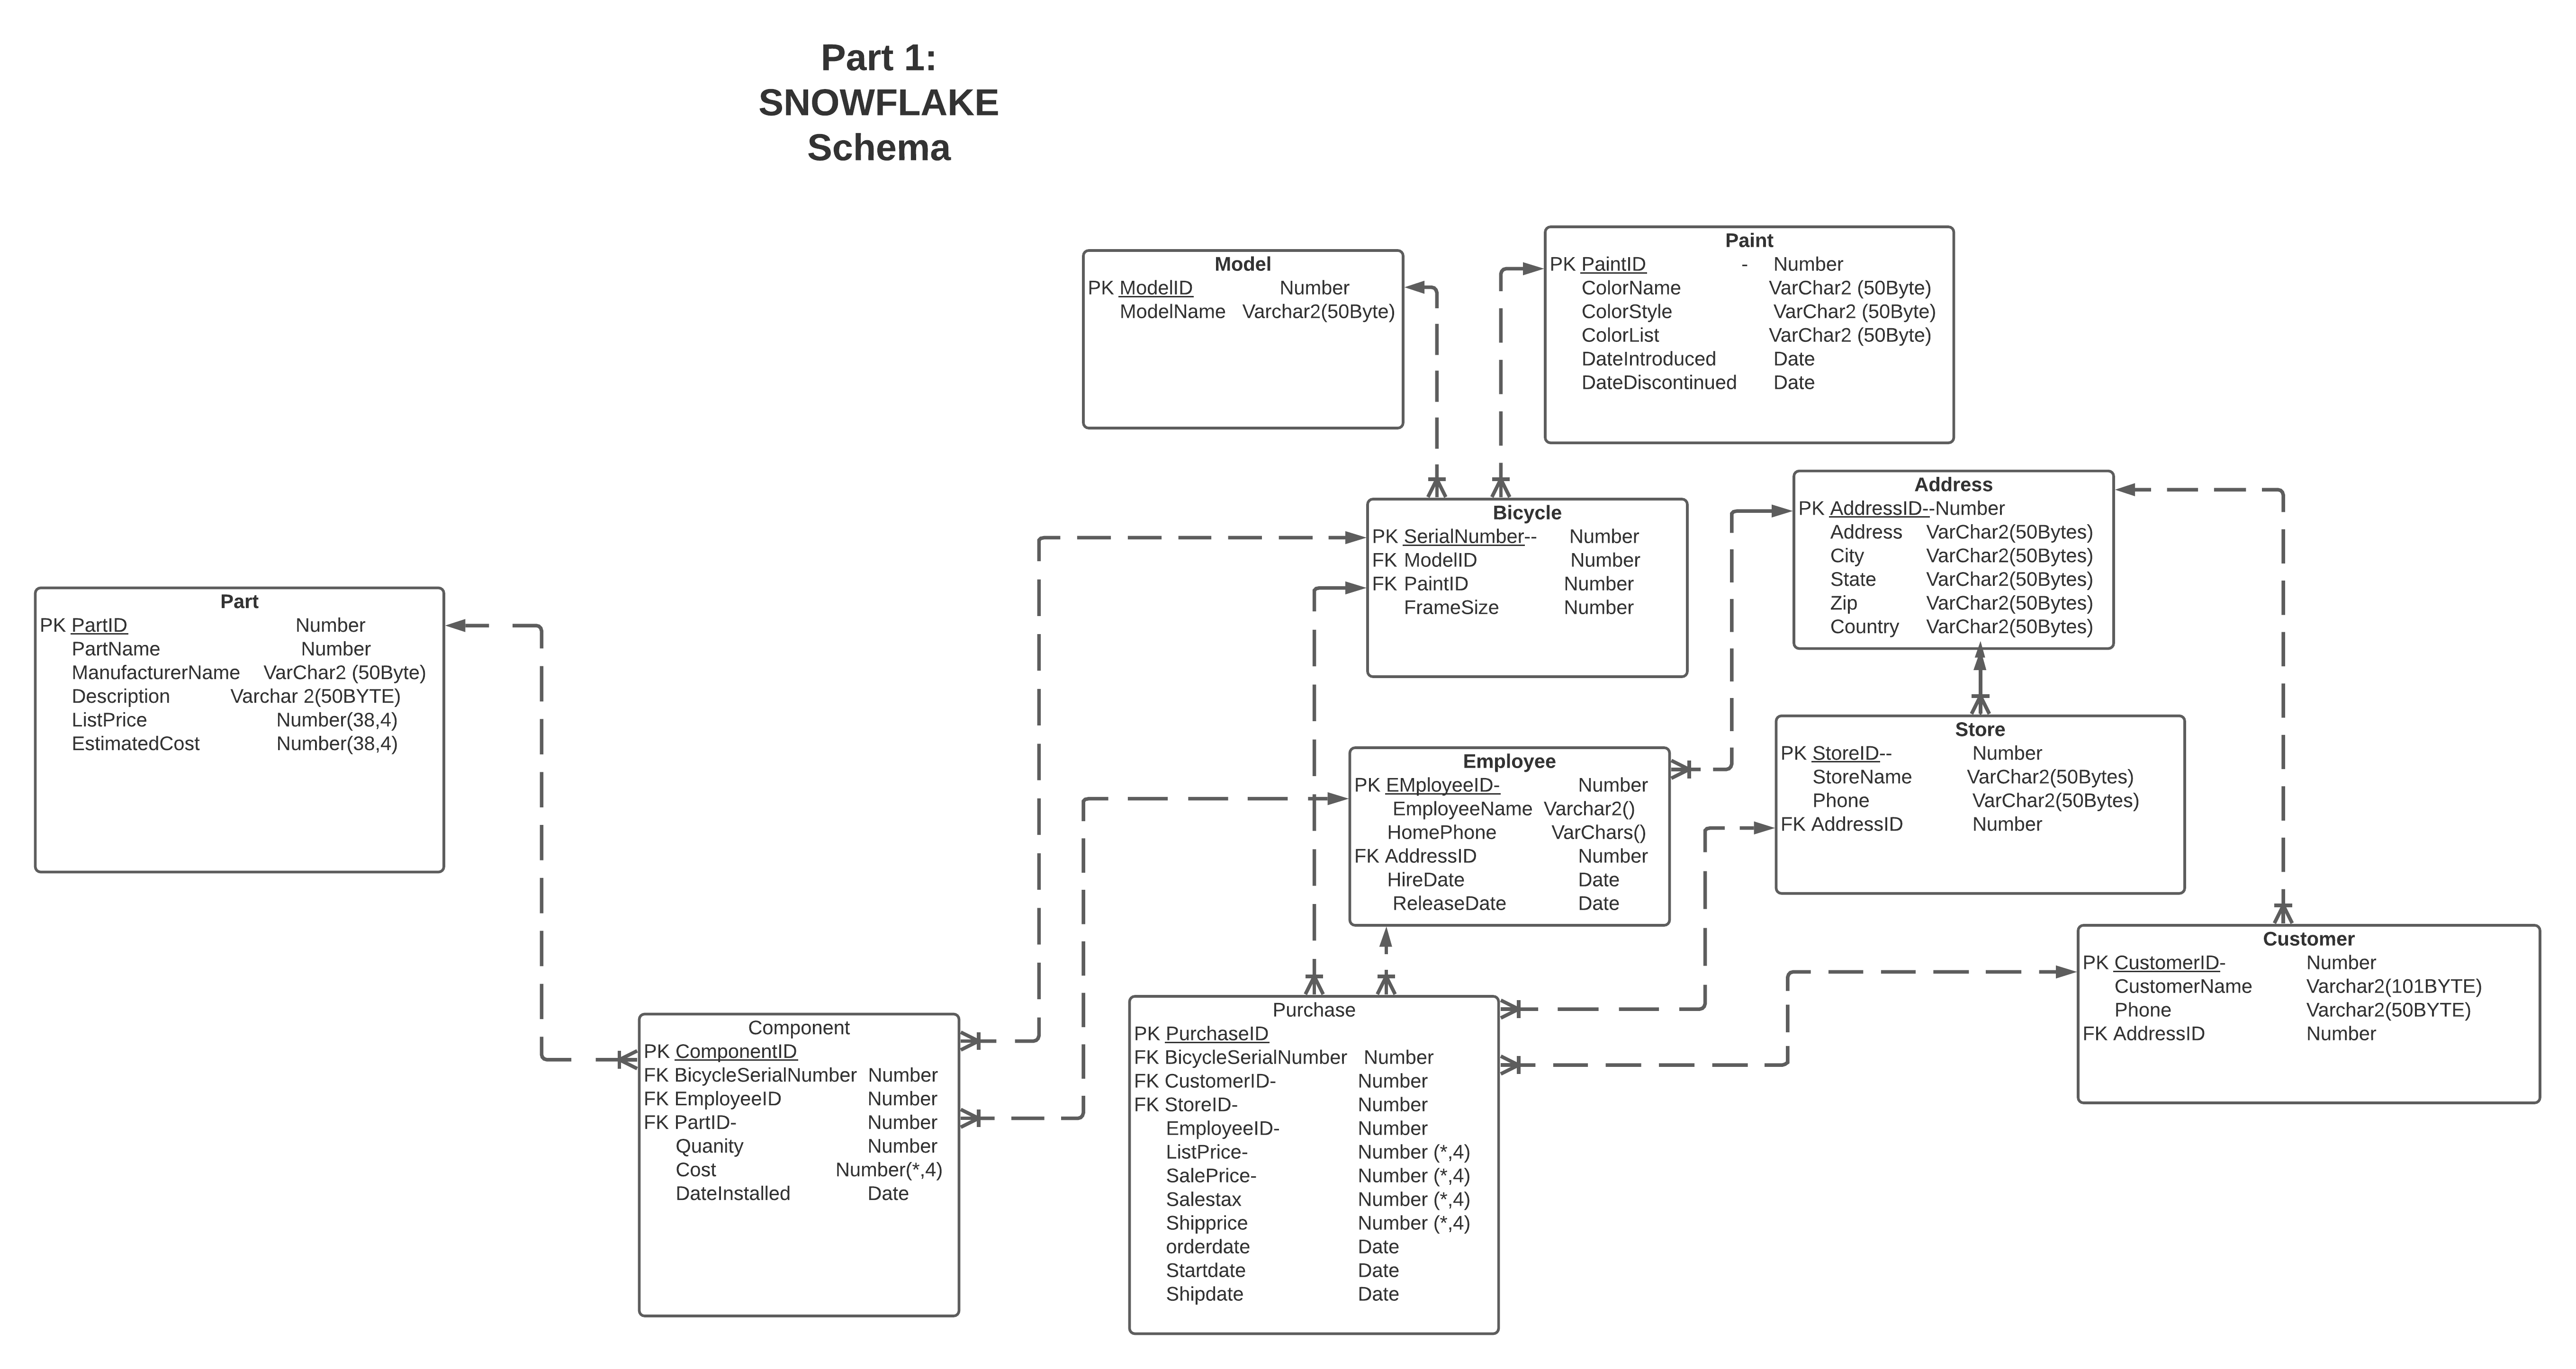 Part 1:
SNOWFLAKE
Schema
Model
PK ModelID Number
ModelName Varchar2(50Byte)
Paint
PK PaintID - Number
ColorName VarChar2 (50Byte)
ColorStyle VarChar2 (50Byte)
ColorList VarChar2 (50Byte)
DateIntroduced Date
DateDiscontinued Date
Bicycle
PK SerialNumber-- Number
FK ModelID Number
FK PaintID Number
FrameSize Number
Address
PK AddressID--Number
Address VarChar2(50Bytes)
City VarChar2(50Bytes)
State VarChar2(50Bytes)
Zip VarChar2(50Bytes)
Country VarChar2(50Bytes)
Part
PK PartID Number
PartName Number
ManufacturerName VarChar2 (50Byte)
Description Varchar 2(50BYTE)
ListPrice Number(38,4)
EstimatedCost Number(38,4)
Employee
PK EMployeeID- Number
EmployeeName Varchar2()
HomePhone VarChars()
FK AddressID Number
HireDate Date
ReleaseDate Date
Store
PK StoreID-- Number
StoreName VarChar2(50Bytes)
Phone VarChar2(50Bytes)
FK AddressID Number
Customer
PK CustomerID- Number
CustomerName Varchar2(101BYTE)
Phone Varchar2(50BYTE)
FK AddressID Number
Component
PK ComponentID
FK BicycleSerialNumber Number
FK EmployeeID Number
FK PartID- Number
Quanity Number
Cost Number(*,4)
DateInstalled Date
Purchase
PK PurchaseID
FK BicycleSerialNumber Number
FK CustomerID- Number
FK StoreID- Number
EmployeeID- Number
ListPrice- Number (*,4)
SalePrice- Number (*,4)
Salestax Number (*,4)
Shipprice Number (*,4)
orderdate Date
Startdate Date
Shipdate Date